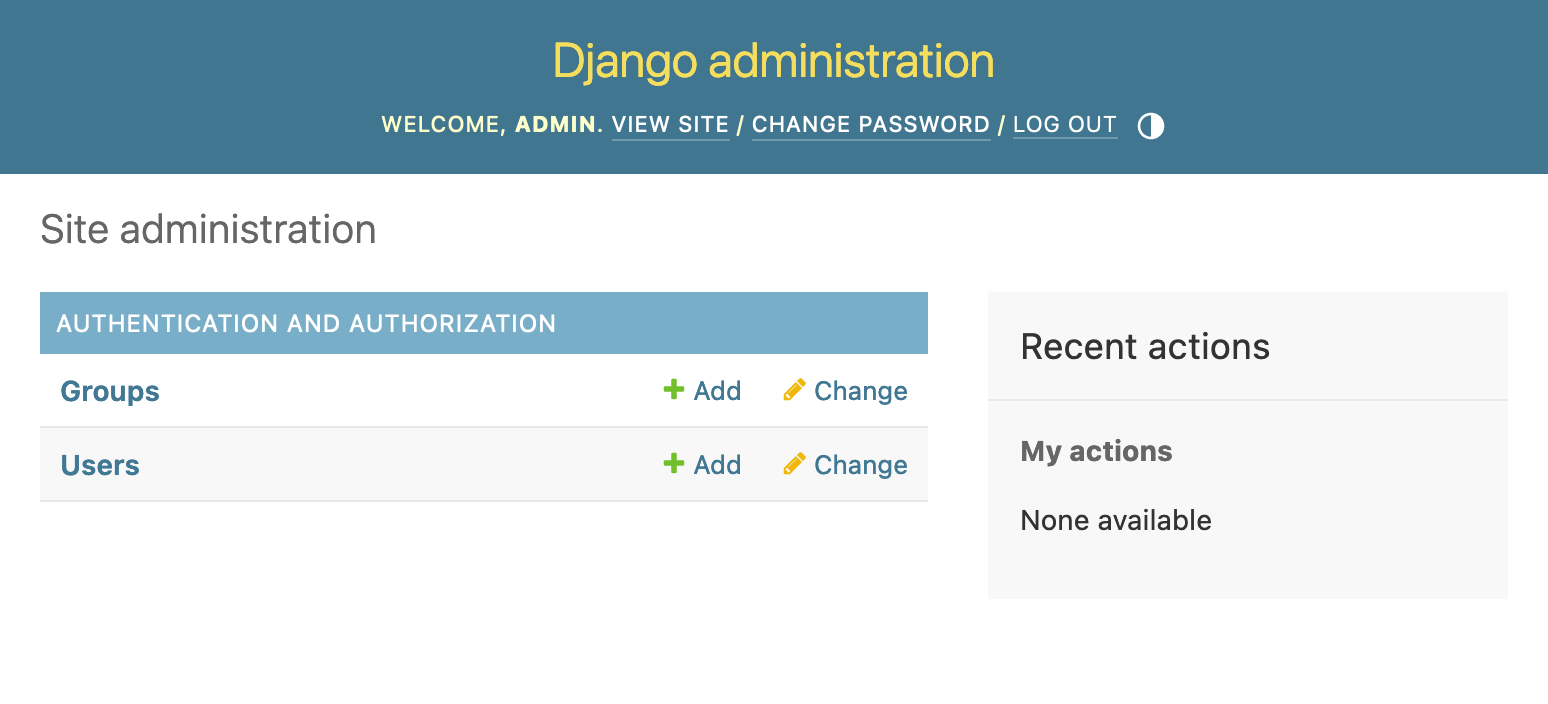 Django administration
WELCOME, ADMIN. VIEW SITE / CHANGE PASSWORD / LOG OUT
Site administration
AUTHENTICATION AND AUTHORIZATION
Groups Add Change
Users Add Change
Recent actions
My actions
None available